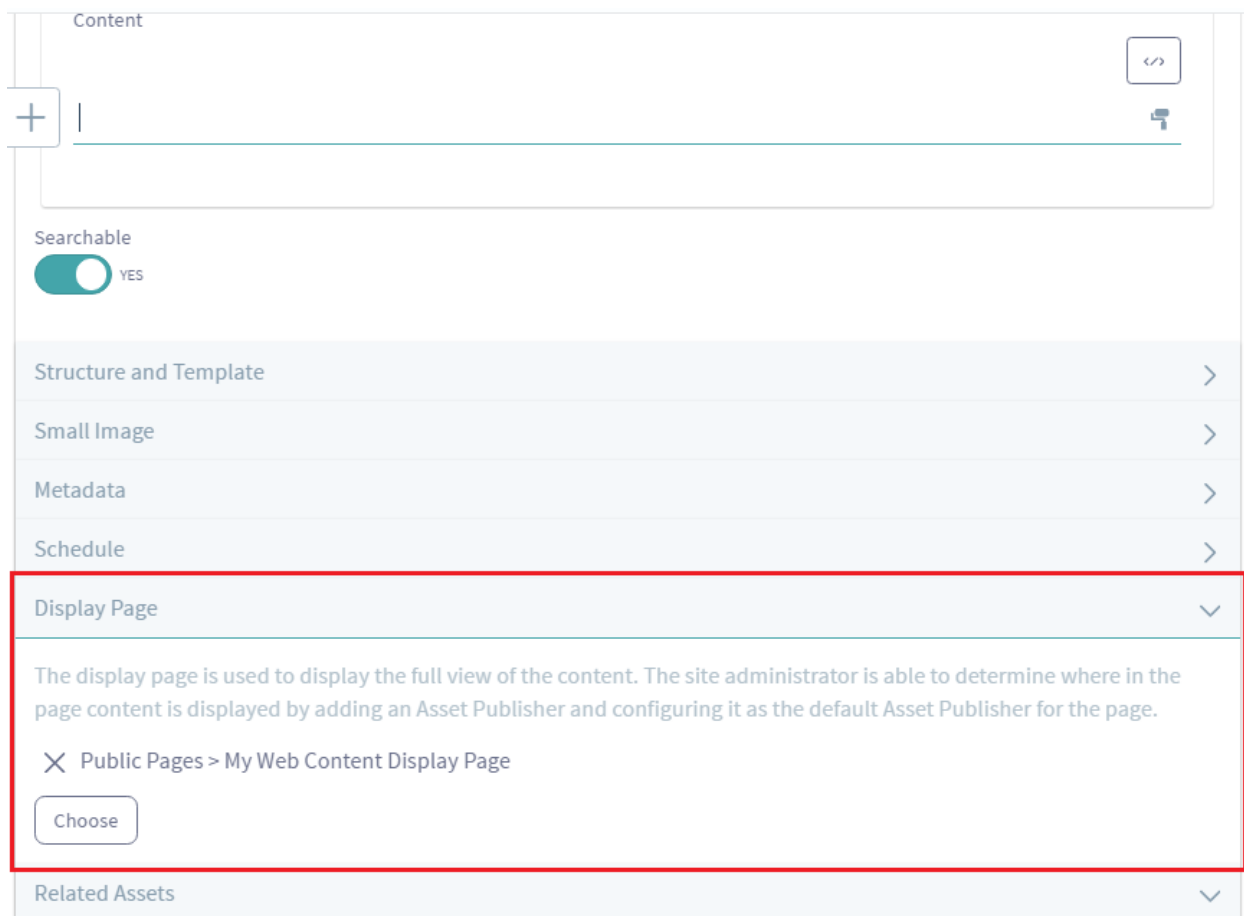 Content
</>
Searchable
YES
Structure and Template
Small Image
Metadata
Schedule
Display Page
The display page is used to display the full view of the content. The site administrator is able to determine where in the
page content is displayed by adding an Asset Publisher and configuring it as the default Asset Publisher for the page.
Public Pages > My Web Content Display Page
Choose
Related Assets